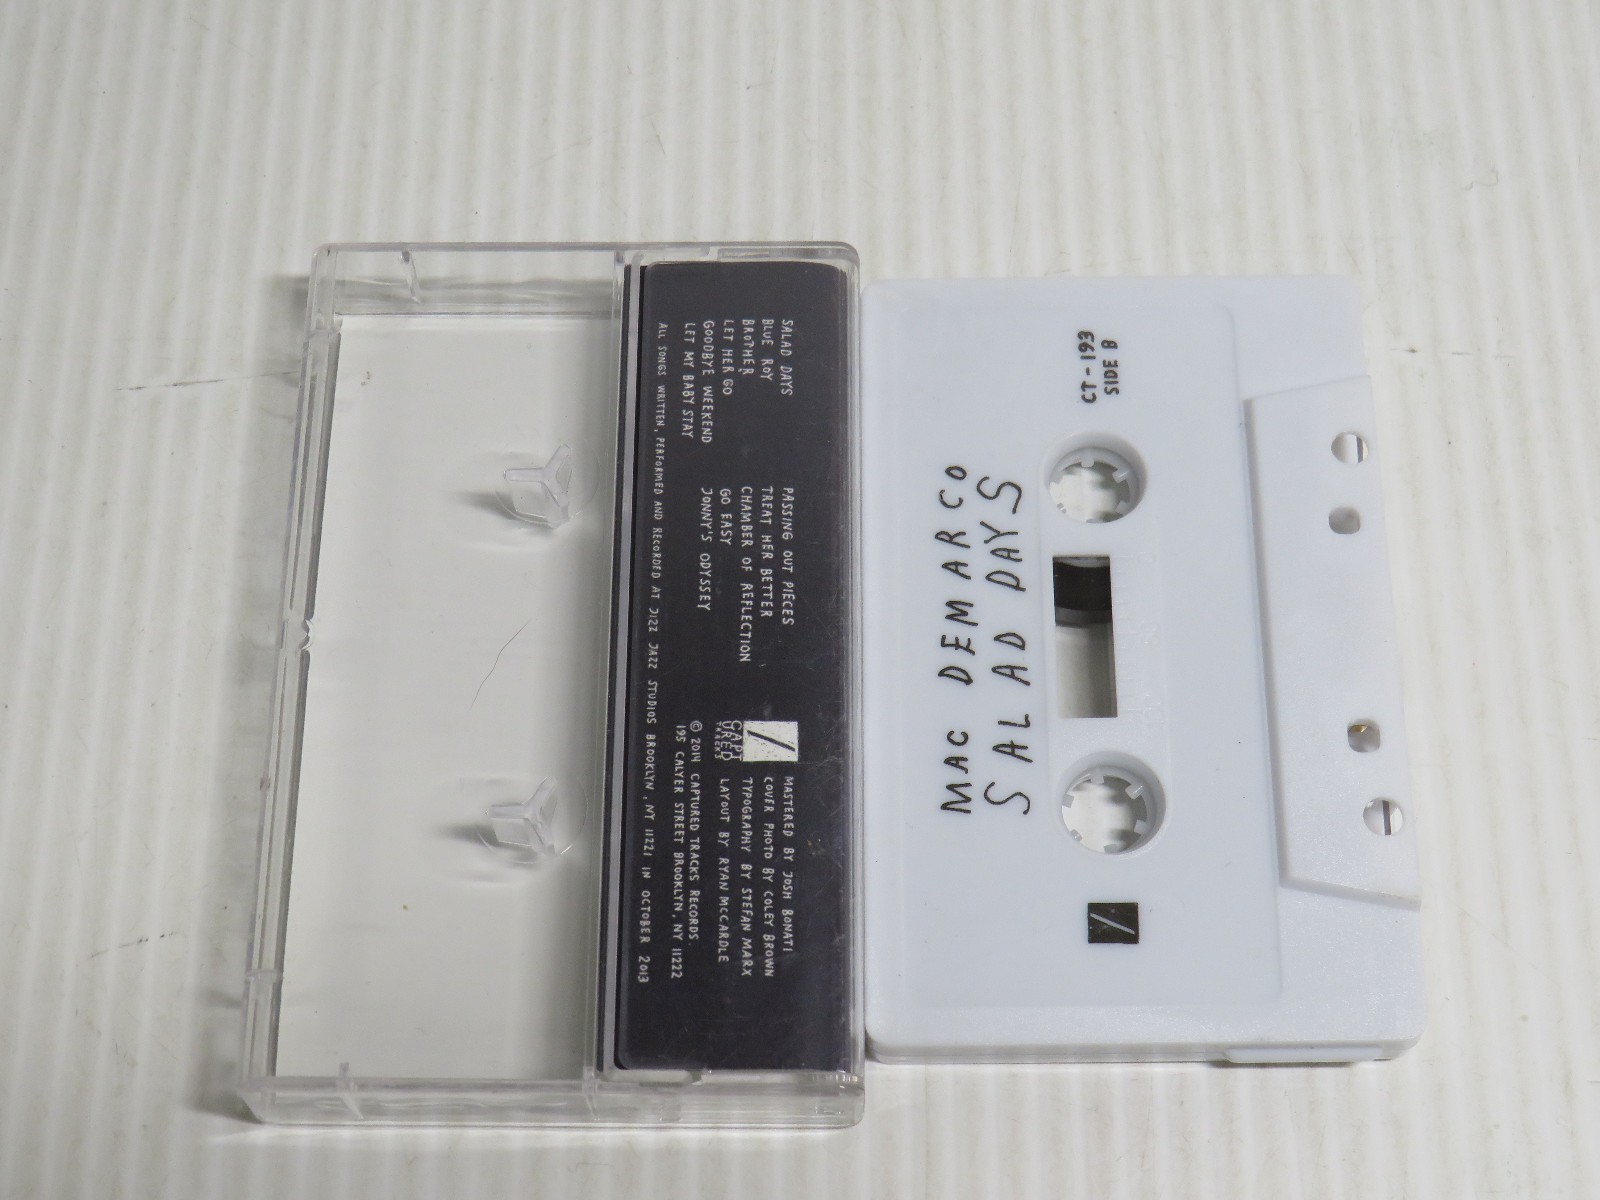 SALAD DAYS
BLUE BOY
BROTHER
LET HER GO
GOODBYE WEEKEND
LET MY BABY STAY
PASSING OUT PIECES
TREAT HER BETTER
CHAMBER OF REFLECTION
GO EASY
JONNY'S ODYSSEY
CAPT
URED
TRACKS
MASTERED BY JOSH BONATI
COVER PHOTO BY COLEY BROWN
TYPOGRAPHY BY STEFAN MARX
LAYOUT BY RYAN MCCARDLE
© 2014 CAPTURED TRACKS RECORDS.
195 CALYER STREET BROOKLYN, NY 11222
ALL SONGS WRITTEN, PERFORMED AND RECORDED AT JIZZ JAZZ STUDIOS BROOKLYN, NY 11221 IN OCTOBER 2013
MAC DEMARCO
SALAD DAYS
SIDE B
CT-193